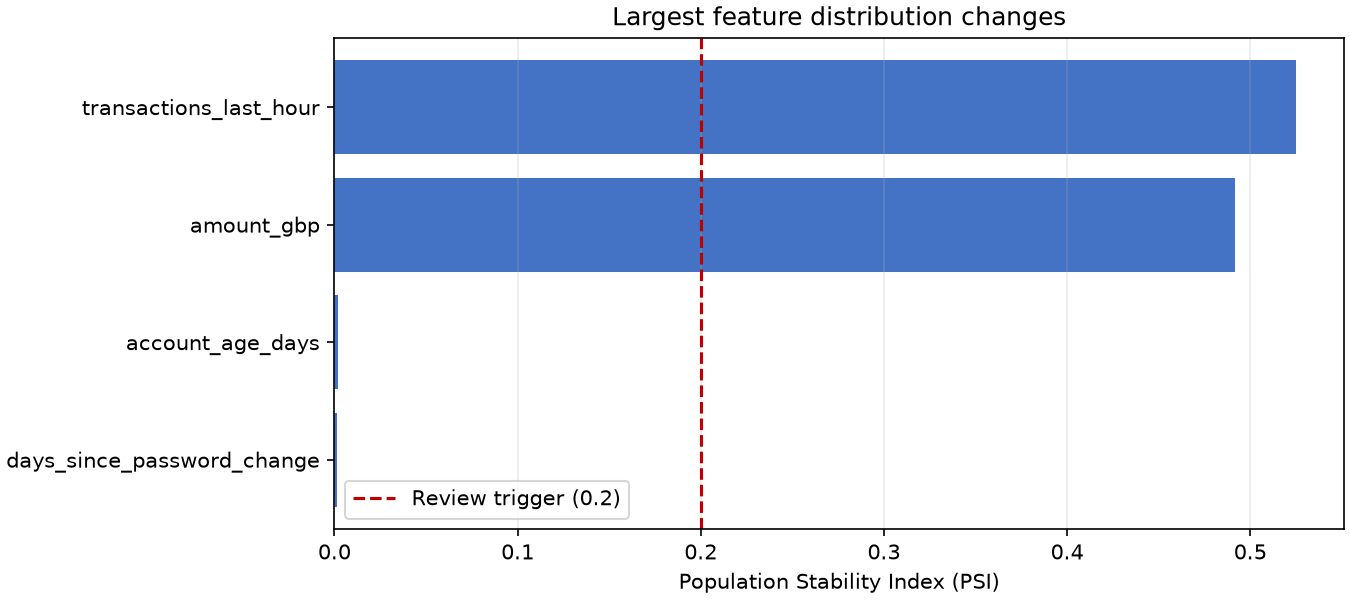 Largest feature distribution changes
transactions_last_hour
amount_gbp
account_age_days
days_since_password_change
Review trigger (0.2)
0.0 0.1 0.2 0.3 0.4 0.5
Population Stability Index (PSI)